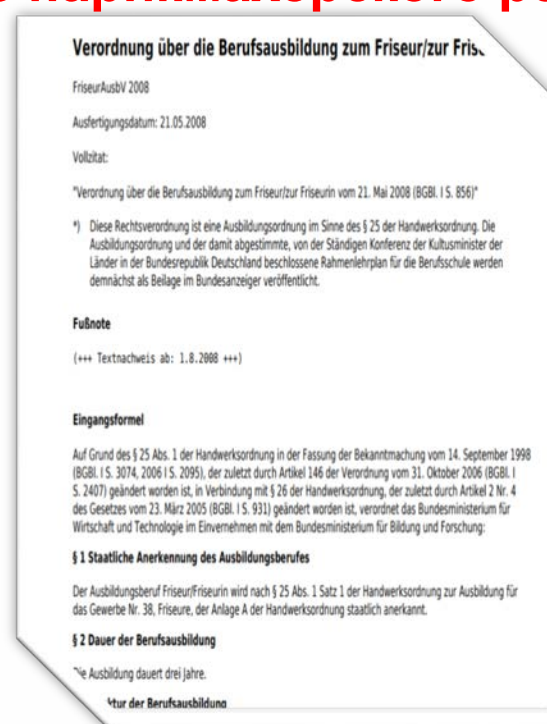 Verordnung über die Berufsausbildung zum Friseur/zur
FriseurAusbV 2008
Ausfertigungsdatum: 21.05.2008
Vollzitat:
"Verordnung über die Berufsausbildung zum Friseur/zur Friseurin vom 21. Mai 2008 (BGBl. I S. 856)"
*) Diese Rechtsverordnung ist eine Ausbildungsordnung im Sinne des § 25 der Handwerksordnung. Die
Ausbildungsordnung und der damit abgestimmte, von der Ständigen Konferenz der Kultusminister der
Länder in der Bundesrepublik Deutschland beschlossene Rahmenlehrplan für die Berufsschule werden
demnächst als Beilage im Bundesanzeiger veröffentlicht.
Fußnote
(+++ Textnachweis ab: 1.8.2008 +++)
Eingangsformel
Auf Grund des § 25 Abs. 1 der Handwerksordnung in der Fassung der Bekanntmachung vom 14. September 1998
(BGBl. I S. 3074, 2006 I S. 2095), der zuletzt durch Artikel 146 der Verordnung vom 31. Oktober 2006 (BGBl. I
S. 2407) geändert worden ist, in Verbindung mit § 26 der Handwerksordnung, der zuletzt durch Artikel 2 Nr. 4
des Gesetzes vom 23. März 2005 (BGBl. I S. 931) geändert worden ist, verordnet das Bundesministerium für
Wirtschaft und Technologie im Einvernehmen mit dem Bundesministerium für Bildung und Forschung:
§ 1 Staatliche Anerkennung des Ausbildungsberufes
Der Ausbildungsberuf Friseur/Friseurin wird nach § 25 Abs. 1 Satz 1 der Handwerksordnung zur Ausbildung für
das Gewerbe Nr. 38, Friseure, der Anlage A der Handwerksordnung staatlich anerkannt.
§ 2 Dauer der Berufsausbildung
Die Ausbildung dauert drei Jahre.
der Berufsausbildung